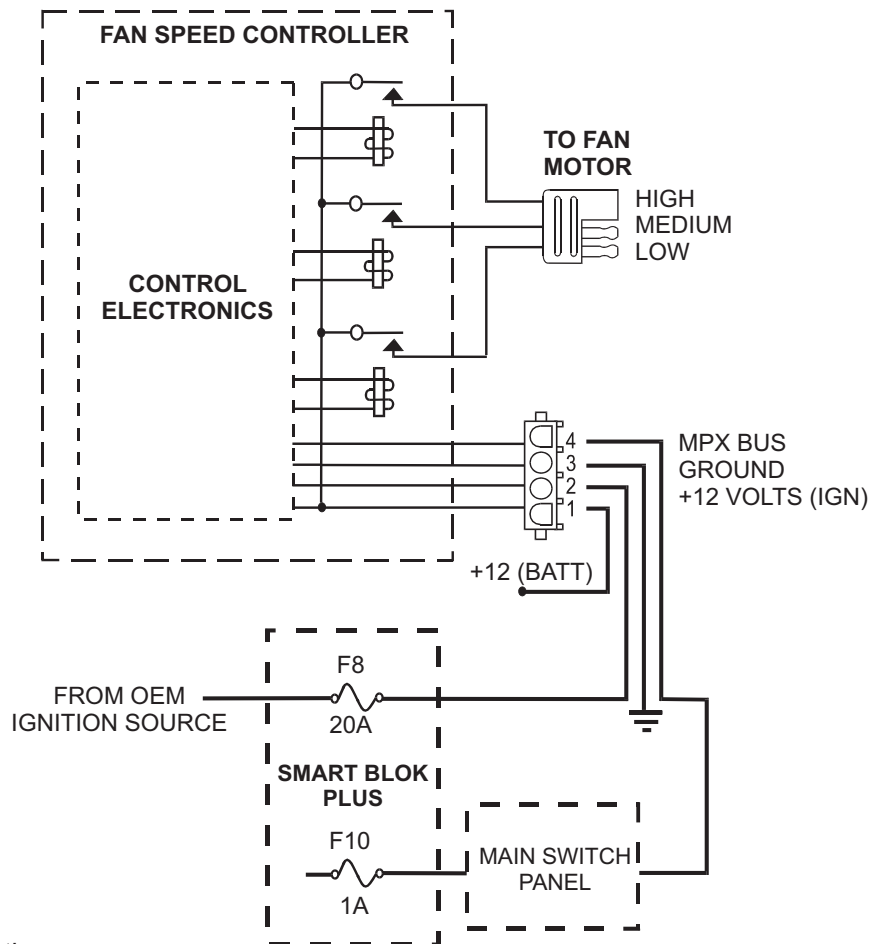 FAN SPEED CONTROLLER
CONTROL
ELECTRONICS
TO FAN
MOTOR
HIGH
MEDIUM
LOW
4
3
2
1
MPX BUS
GROUND
+12 VOLTS (IGN)
+12 (BATT)
FROM OEM
IGNITION SOURCE
F8
20A
SMART BLOK
PLUS
F10
1A
MAIN SWITCH
PANEL